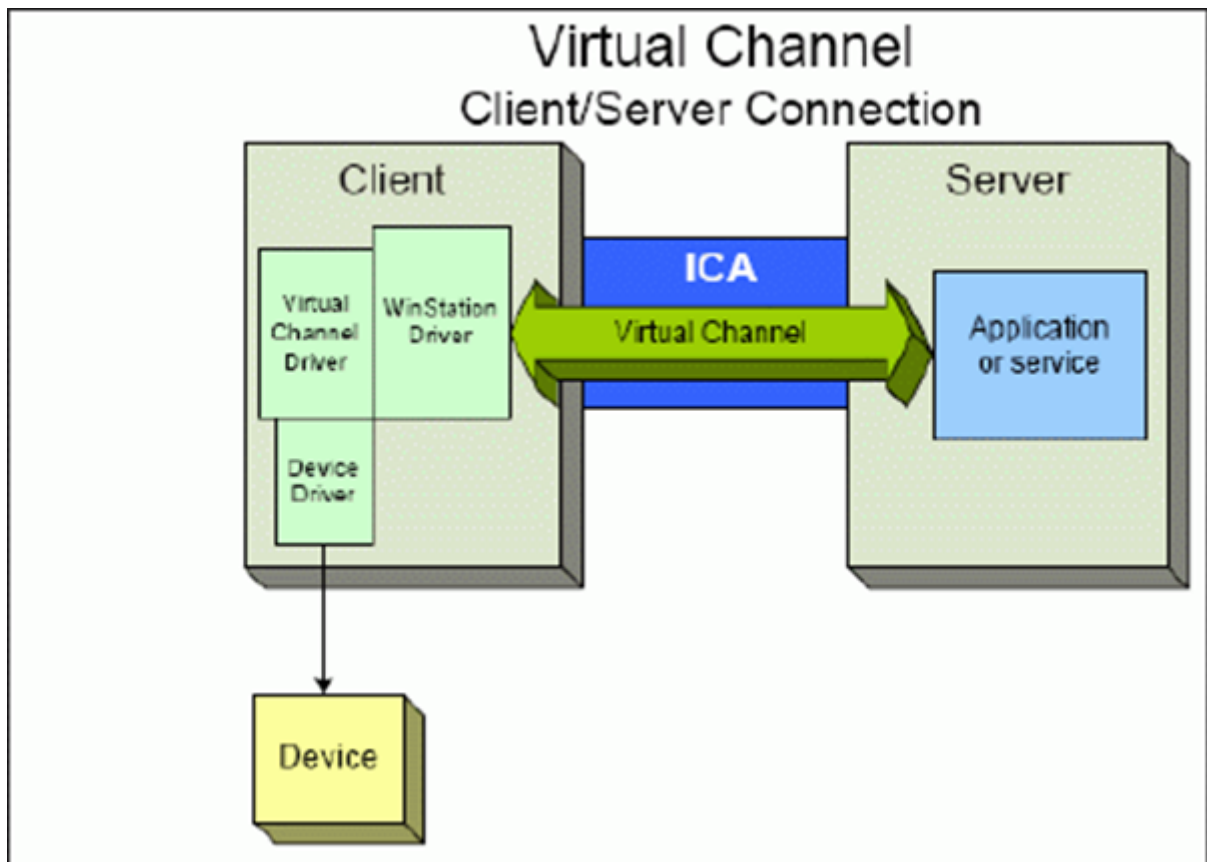 Virtual Channel
Client/Server Connection
Client
Server
ICA
Virtual
Channel
Driver
WinStation
Driver
Virtual Channel
Application
or service
Device
Driver
Device